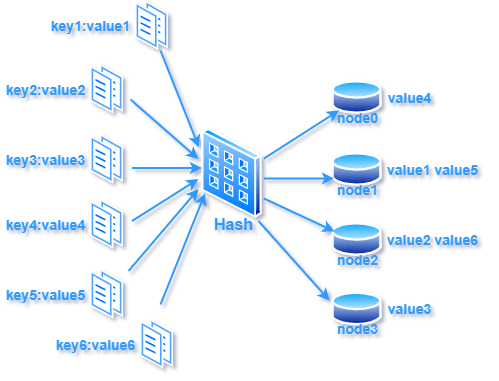 key1:value1
key2:value2
key3:value3
key4:value4
key5:value5
key6:value6
Hash
value4
node0
value1 value5
node1
value2 value6
node2
value3
node3